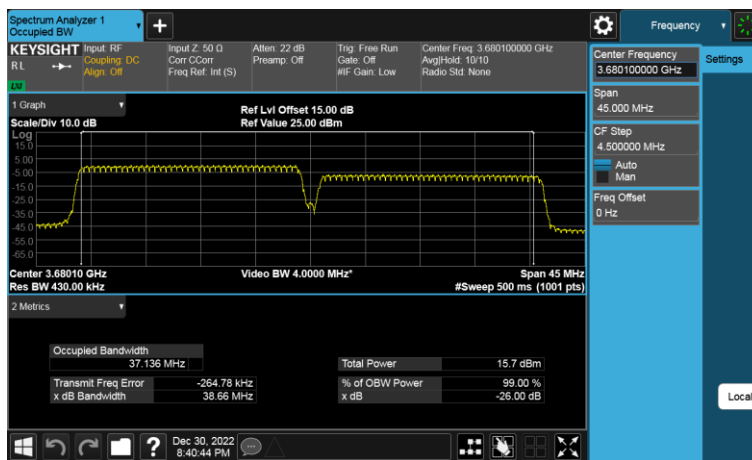 Spectrum Analyzer 1
Occupied BW
+
Frequency
KEYSIGHT
RL
LXI
Input: RF
Coupling: DC
Align: Off
Input Z: 50 Ω
Corr CCorr
Freq Ref: Int (S)
Atten: 22 dB
Preamp: Off
Trig: Free Run
Gate: Off
#IF Gain: Low
Center Freq: 3.680100000 GHz
Avg|Hold: 10/10
Radio Std: None
Center Frequency
3.680100000 GHz
Settings
Span
45.000 MHz
CF Step
4.500000 MHz
Auto
Man
Freq Offset
0 Hz
Local
1 Graph
Scale/Div 10.0 dB
Ref Lvl Offset 15.00 dB
Ref Value 25.00 dBm
Log
15.0
5.00
-5.00
-15.0
-25.0
-35.0
-45.0
-55.0
-65.0
Center 3.68010 GHz
Video BW 4.0000 MHz*
Span 45 MHz
Res BW 430.00 kHz
#Sweep 500 ms (1001 pts)
2 Metrics
Occupied Bandwidth
37.136 MHz
Total Power 15.7 dBm
Transmit Freq Error -264.78 kHz
% of OBW Power 99.00 %
x dB Bandwidth 38.66 MHz
x dB -26.00 dB
?
Dec 30, 2022
8:40:44 PM